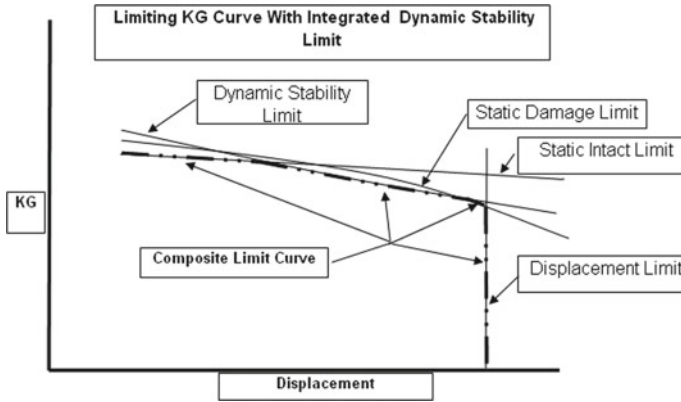 Limiting KG Curve With Integrated Dynamic Stability
Limit
Dynamic Stability
Limit
Static Damage Limit
Static Intact Limit
KG
Composite Limit Curve
Displacement Limit
Displacement